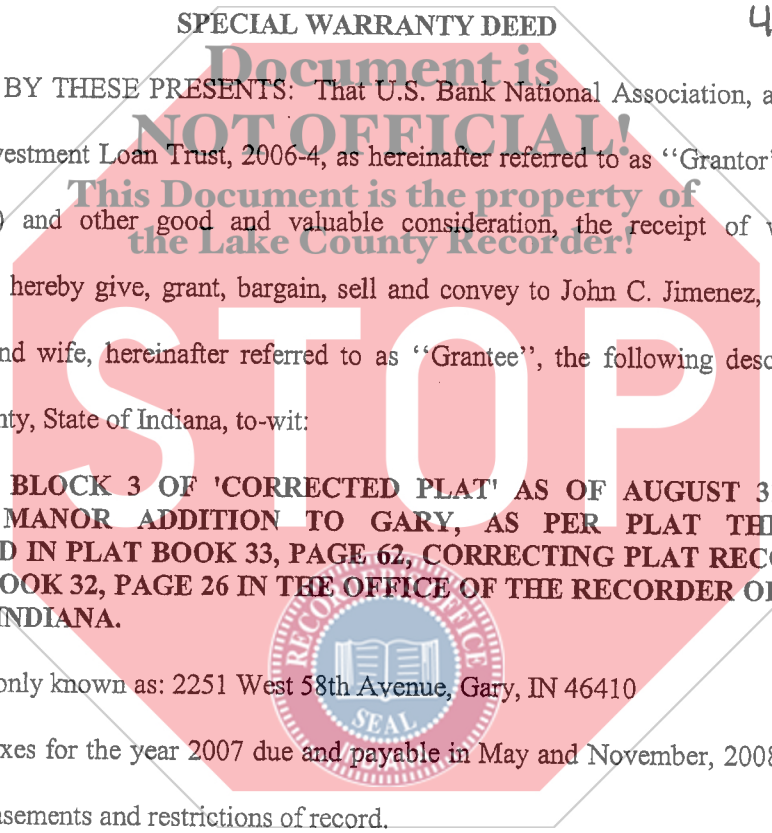 SPECIAL WARRANTY DEED
4
Document is
BY THESE PRESENTS: That U.S. Bank National Association, a
NOT OFFICIAL!
vestment Loan Trust, 2006-4, as hereinafter referred to as “Grantor”
This Document is the property of
) and other good and valuable consideration, the receipt of
the Lake County Recorder!
hereby give, grant, bargain, sell and convey to John C. Jimenez,
nd wife, hereinafter referred to as “Grantee”, the following desc
STOP
nty, State of Indiana, to-wit:
BLOCK 3 OF 'CORRECTED PLAT' AS OF AUGUST 3
MANOR ADDITION TO GARY, AS PER PLAT THE
D IN PLAT BOOK 33, PAGE 62, CORRECTING PLAT RECO
OOK 32, PAGE 26 IN THE OFFICE OF THE RECORDER OF
INDIANA.
RECORDER'S OFFICE
SEAL
INDIANA
only known as: 2251 West 58th Avenue, Gary, IN 46410
xes for the year 2007 due and payable in May and November, 2008
asements and restrictions of record.